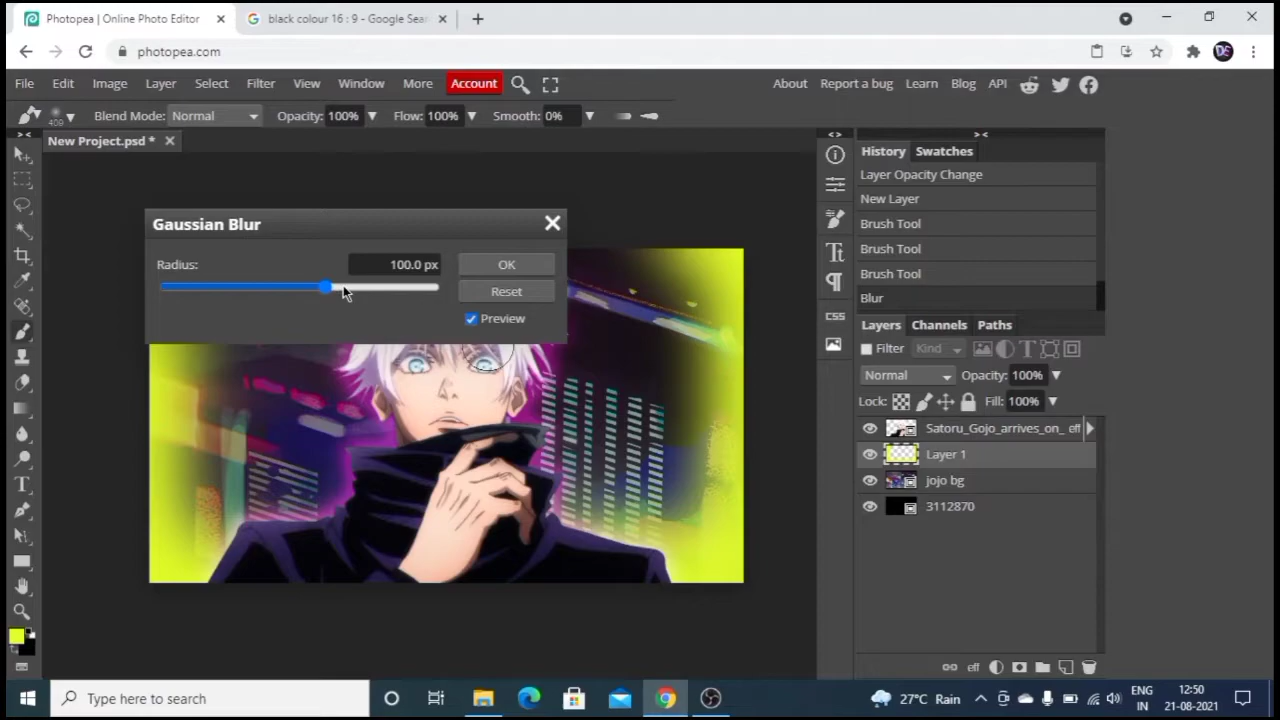 Photopea | Online Photo Editor
black colour 16 : 9 - Google Sear
photopea.com
File Edit Image Layer Select Filter View Window More Account About Report a bug Learn Blog API
409 Blend Mode: Normal Opacity: 100% Flow: 100% Smooth: 0%
New Project.psd *
Gaussian Blur
Radius: 100.0 px OK
Reset
Preview
History Swatches
Layer Opacity Change
New Layer
Brush Tool
Brush Tool
Brush Tool
Blur
CSS
Layers Channels Paths
Filter Kind
Normal Opacity: 100%
Lock: Fill: 100%
Satoru_Gojo_arrives_on_ eff
Layer 1
jojo bg
3112870
eff
Type here to search
27°C Rain
ENG
IN
12:50
21-08-2021